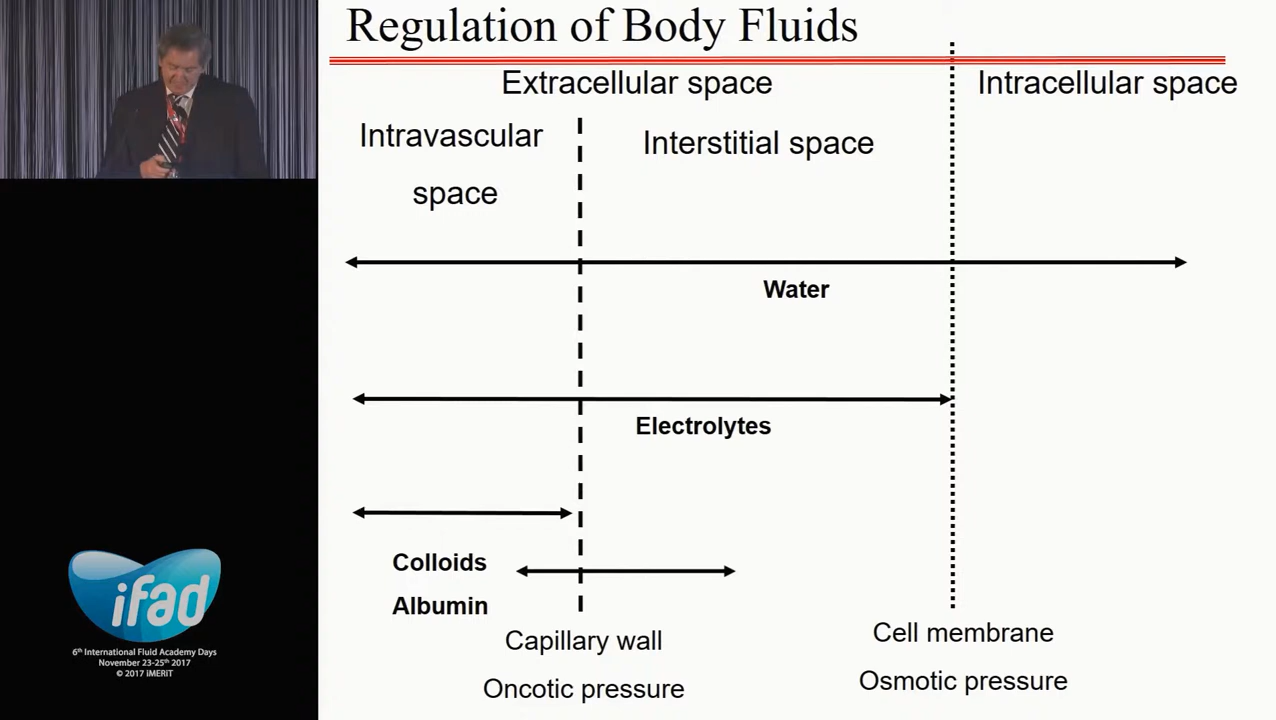 Regulation of Body Fluids
Extracellular space
Intracellular space
Intravascular
space
Interstitial space
Water
Electrolytes
Colloids
Albumin
Capillary wall
Oncotic pressure
Cell membrane
Osmotic pressure
ifad
6th International Fluid Academy Days
November 23-25th 2017
© 2017 iMERiT